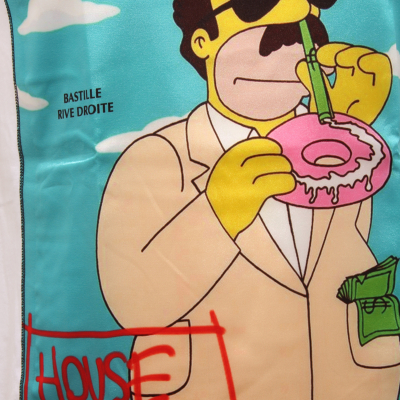 BASTILLE
RIVE DROITE
$
HOUSE